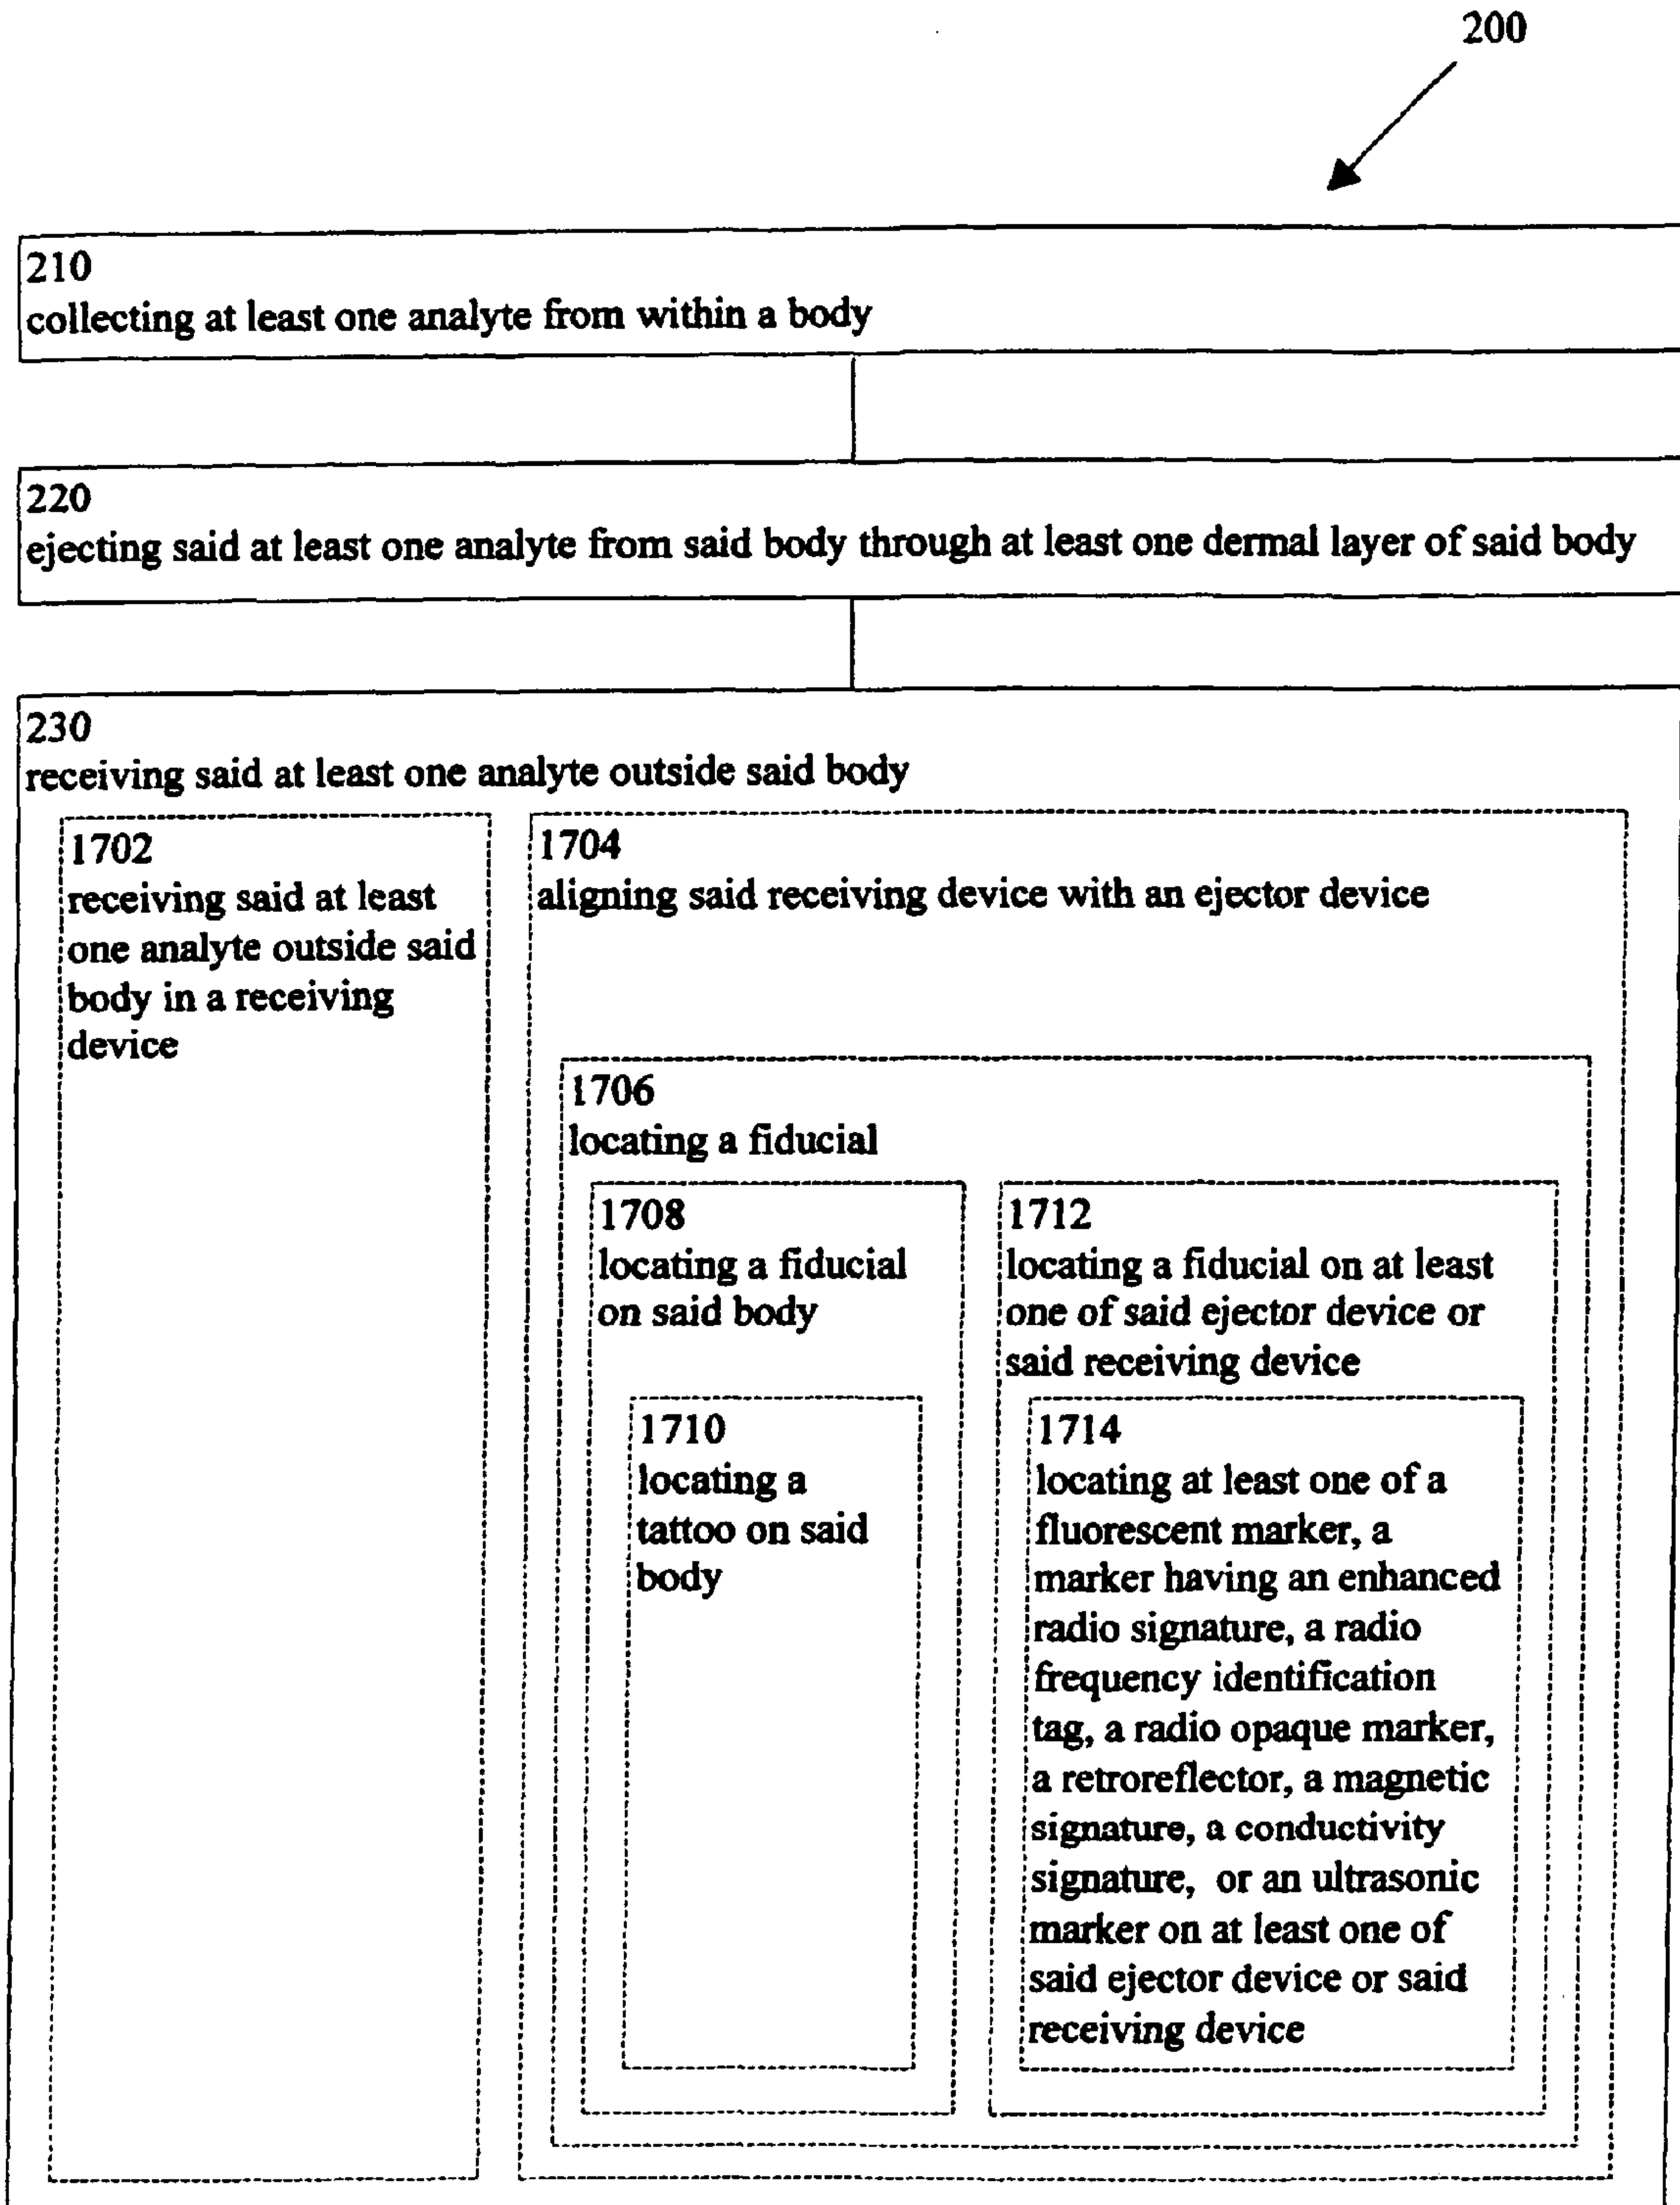 200
210
collecting at least one analyte from within a body
220
ejecting said at least one analyte from said body through at least one dermal layer of said body
230
receiving said at least one analyte outside said body
1702
receiving said at least
one analyte outside said
body in a receiving
device
1704
aligning said receiving device with an ejector device
1706
locating a fiducial
1708
locating a fiducial
on said body
1710
locating a
tattoo on said
body
1712
locating a fiducial on at least
one of said ejector device or
said receiving device
1714
locating at least one of a
fluorescent marker, a
marker having an enhanced
radio signature, a radio
frequency identification
tag, a radio opaque marker,
a retroreflector, a magnetic
signature, a conductivity
signature, or an ultrasonic
marker on at least one of
said ejector device or said
receiving device